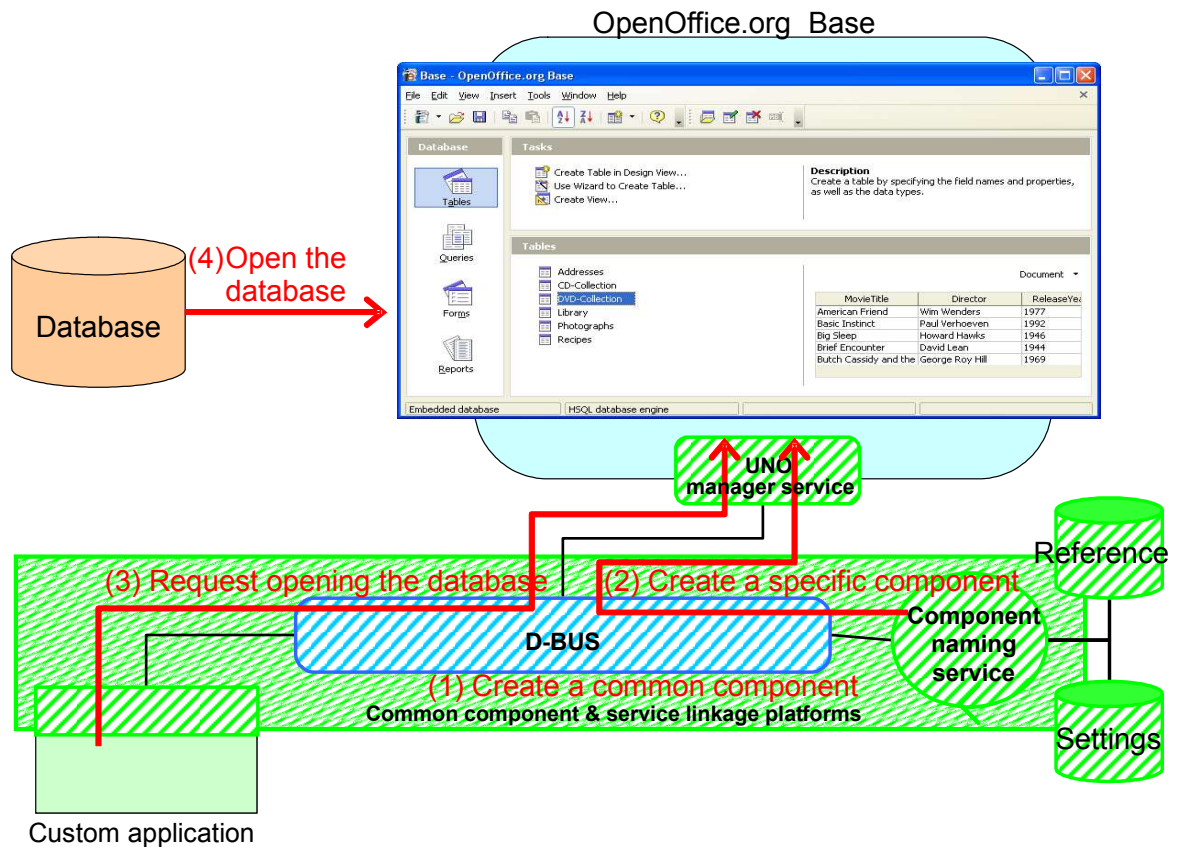 OpenOffice.org Base
Base - OpenOffice.org Base
File Edit View Insert Tools Window Help
Database
Tasks
Tables
Queries
Forms
Reports
Create Table in Design View...
Use Wizard to Create Table...
Create View...
Description
Create a table by specifying the field names and properties,
as well as the data types.
Tables
Addresses
CD-Collection
DVD-Collection
Library
Photographs
Recipes
Document
MovieTitle Director ReleaseYea
American Friend Wim Wenders 1977
Basic Instinct Paul Verhoeven 1992
Big Sleep Howard Hawks 1946
Brief Encounter David Lean 1944
Butch Cassidy and the George Roy Hill 1969
Embedded database HSQL database engine
(4)Open the
database
Database
UNO
manager service
Reference
(3) Request opening the database
(2) Create a specific component
Component
naming
service
D-BUS
(1) Create a common component
Common component & service linkage platforms
Settings
Custom application